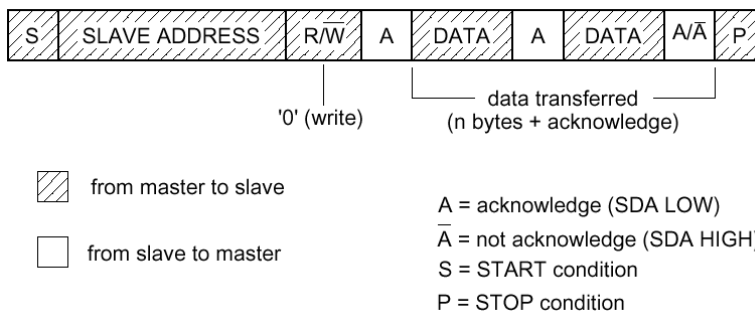 S SLAVE ADDRESS R/W̅ A DATA A DATA A/A̅ P
'0' (write)
data transferred
(n bytes + acknowledge)
from master to slave
from slave to master
A = acknowledge (SDA LOW)
A̅ = not acknowledge (SDA HIGH)
S = START condition
P = STOP condition